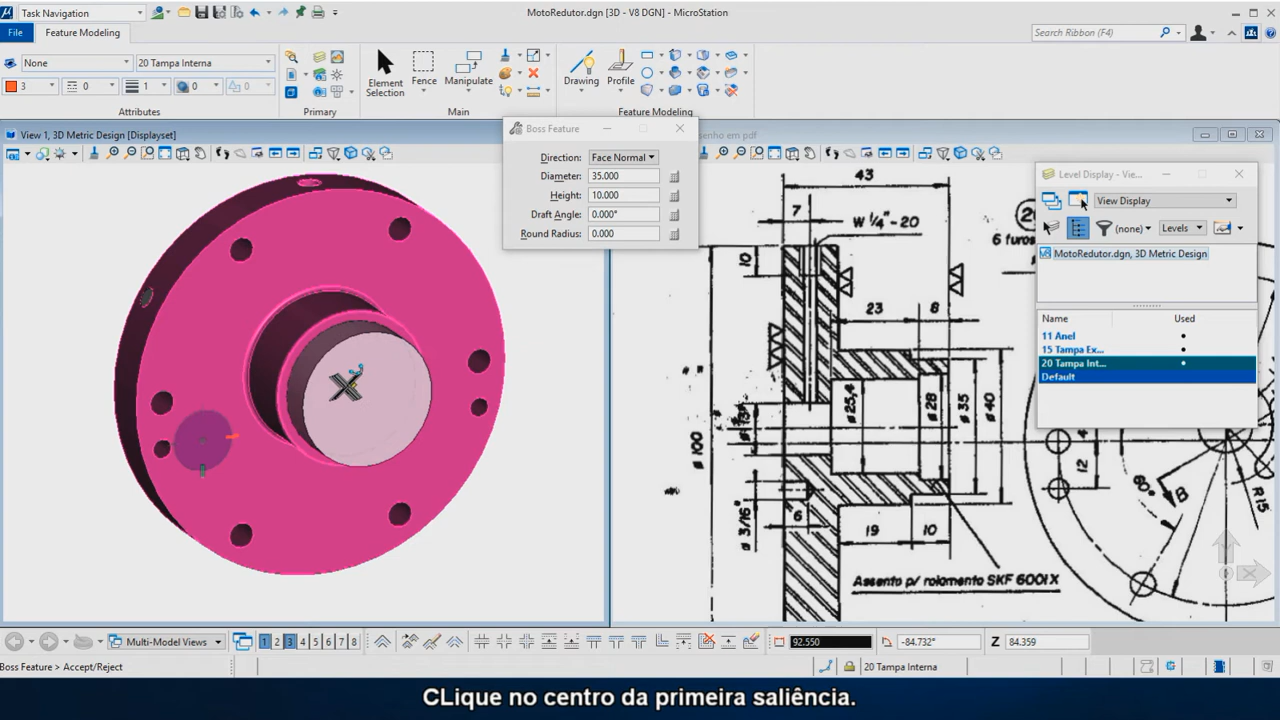 Task Navigation
MotoRedutor.dgn [3D - V8 DGN] - MicroStation
File
Feature Modeling
Search Ribbon (F4)
None
20 Tampa Interna
3
0
1
0
0
Element Selection
Fence
Manipulate
Drawing
Profile
Attributes
Primary
Main
Feature Modeling
View 1, 3D Metric Design [Displayset]
senho em pdf
Boss Feature
Direction: Face Normal
Diameter: 35.000
Height: 10.000
Draft Angle: 0.000°
Round Radius: 0.000
Level Display - Vie...
View Display
(none)
Levels
MotoRedutor.dgn, 3D Metric Design
Name Used
11 Anel
15 Tampa Ex...
20 Tampa Int...
Default
43
7
W 1/4"-20
6 furos
10
23
8
ø 100
ø25,4
ø 28
ø 35
ø 40
ø 3/16"
6
19
10
12
60°
B
R15
Assento p/ rolamento SKF 6001X
Multi-Model Views
1 2 3 4 5 6 7 8
92.550
-84.732°
Z 84.359
Boss Feature > Accept/Reject
20 Tampa Interna
CLique no centro da primeira saliência.